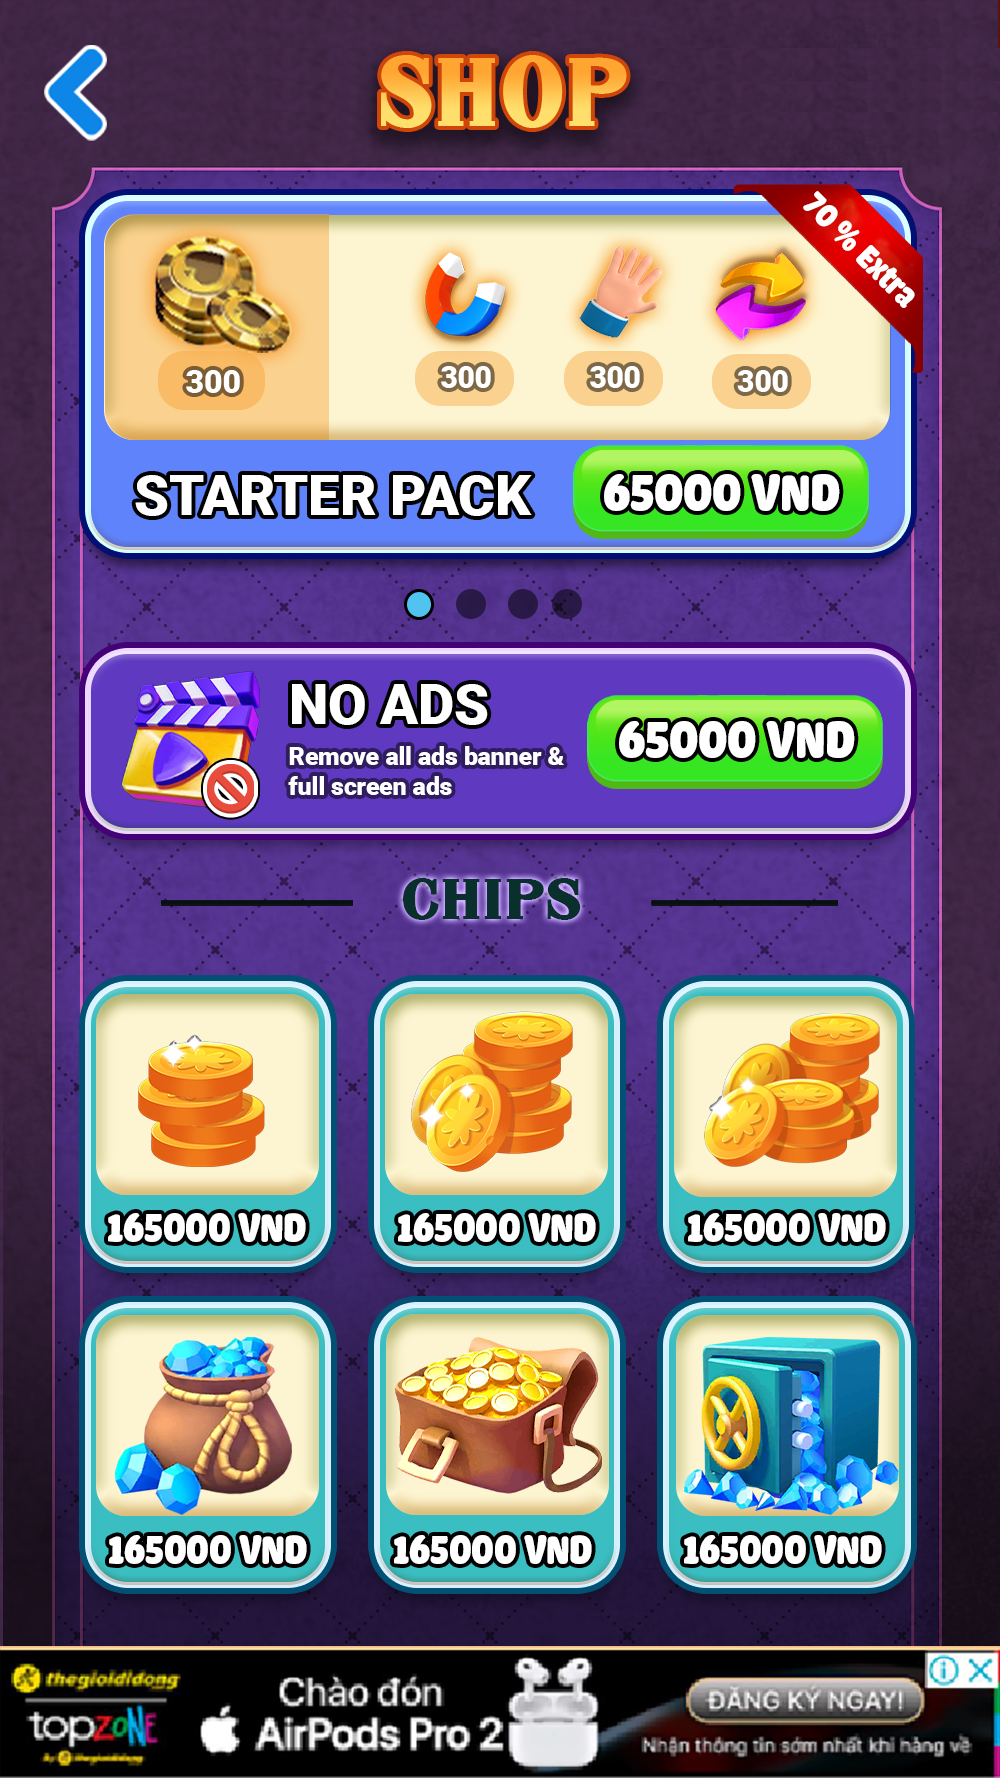 SHOP
70% Extra
300
300
300
300
STARTER PACK
65000 VND
NO ADS
Remove all ads banner &
full screen ads
65000 VND
CHIPS
165000 VND
165000 VND
165000 VND
165000 VND
165000 VND
165000 VND
thegioididong
topzone
By thegioididong
Chào đón
AirPods Pro 2
ĐĂNG KÝ NGAY!
Nhận thông tin sớm nhất khi hàng về